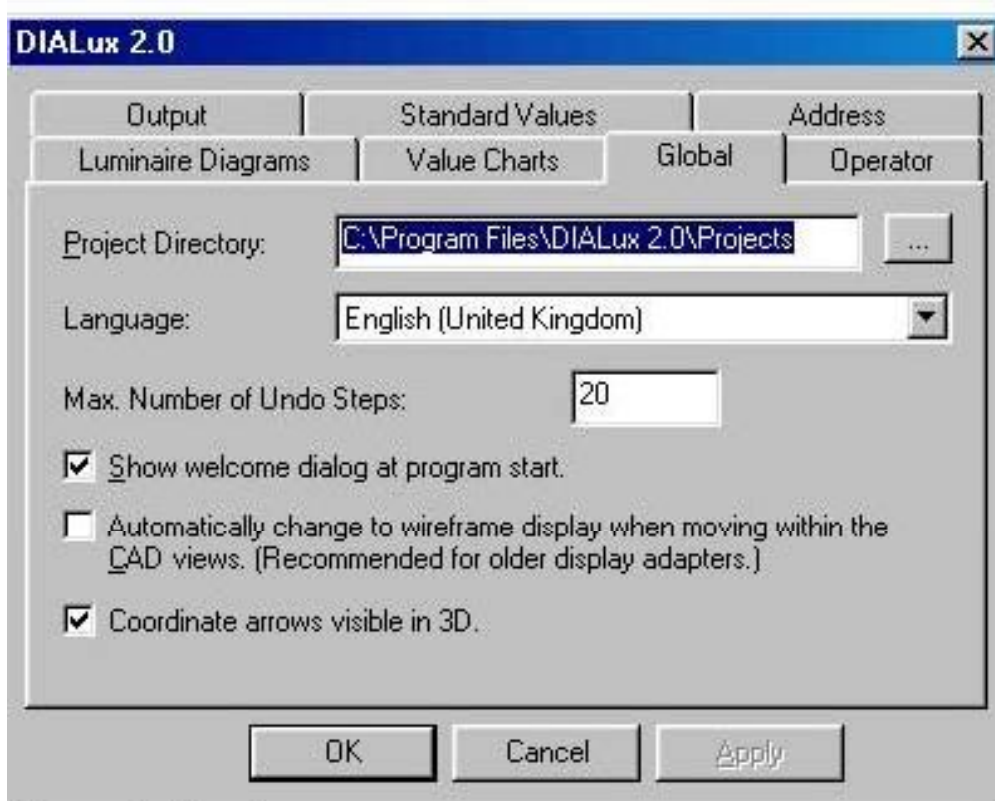 DIALux 2.0
Output Standard Values Address
Luminaire Diagrams Value Charts Global Operator
Project Directory: C:\Program Files\DIALux 2.0\Projects ...
Language: English (United Kingdom)
Max. Number of Undo Steps: 20
Show welcome dialog at program start.
Automatically change to wireframe display when moving within the
CAD views. (Recommended for older display adapters.)
Coordinate arrows visible in 3D.
OK Cancel Apply